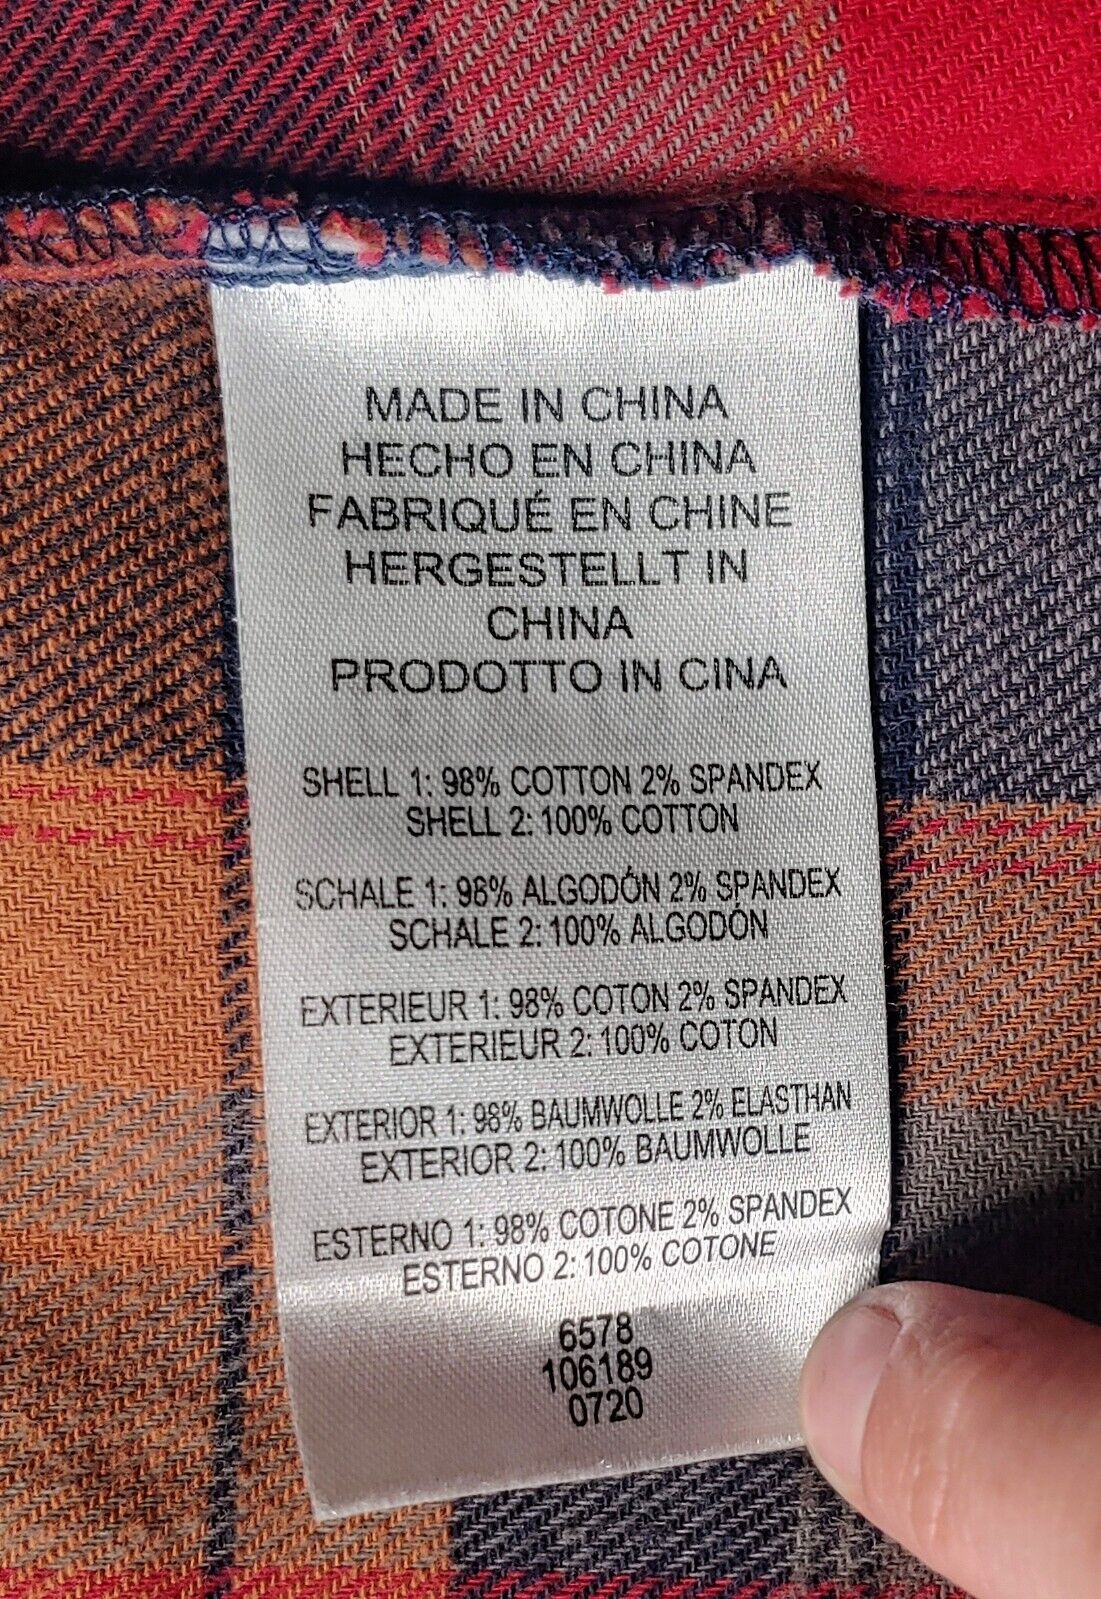 MADE IN CHINA
HECHO EN CHINA
FABRIQUÉ EN CHINE
HERGESTELLT IN
CHINA
PRODOTTO IN CINA
SHELL 1: 98% COTTON 2% SPANDEX
SHELL 2: 100% COTTON
SCHALE 1: 98% ALGODÓN 2% SPANDEX
SCHALE 2: 100% ALGODÓN
EXTERIEUR 1: 98% COTON 2% SPANDEX
EXTERIEUR 2: 100% COTON
EXTERIOR 1: 98% BAUMWOLLE 2% ELASTHAN
EXTERIOR 2: 100% BAUMWOLLE
ESTERNO 1: 98% COTONE 2% SPANDEX
ESTERNO 2: 100% COTONE
6578
106189
0720